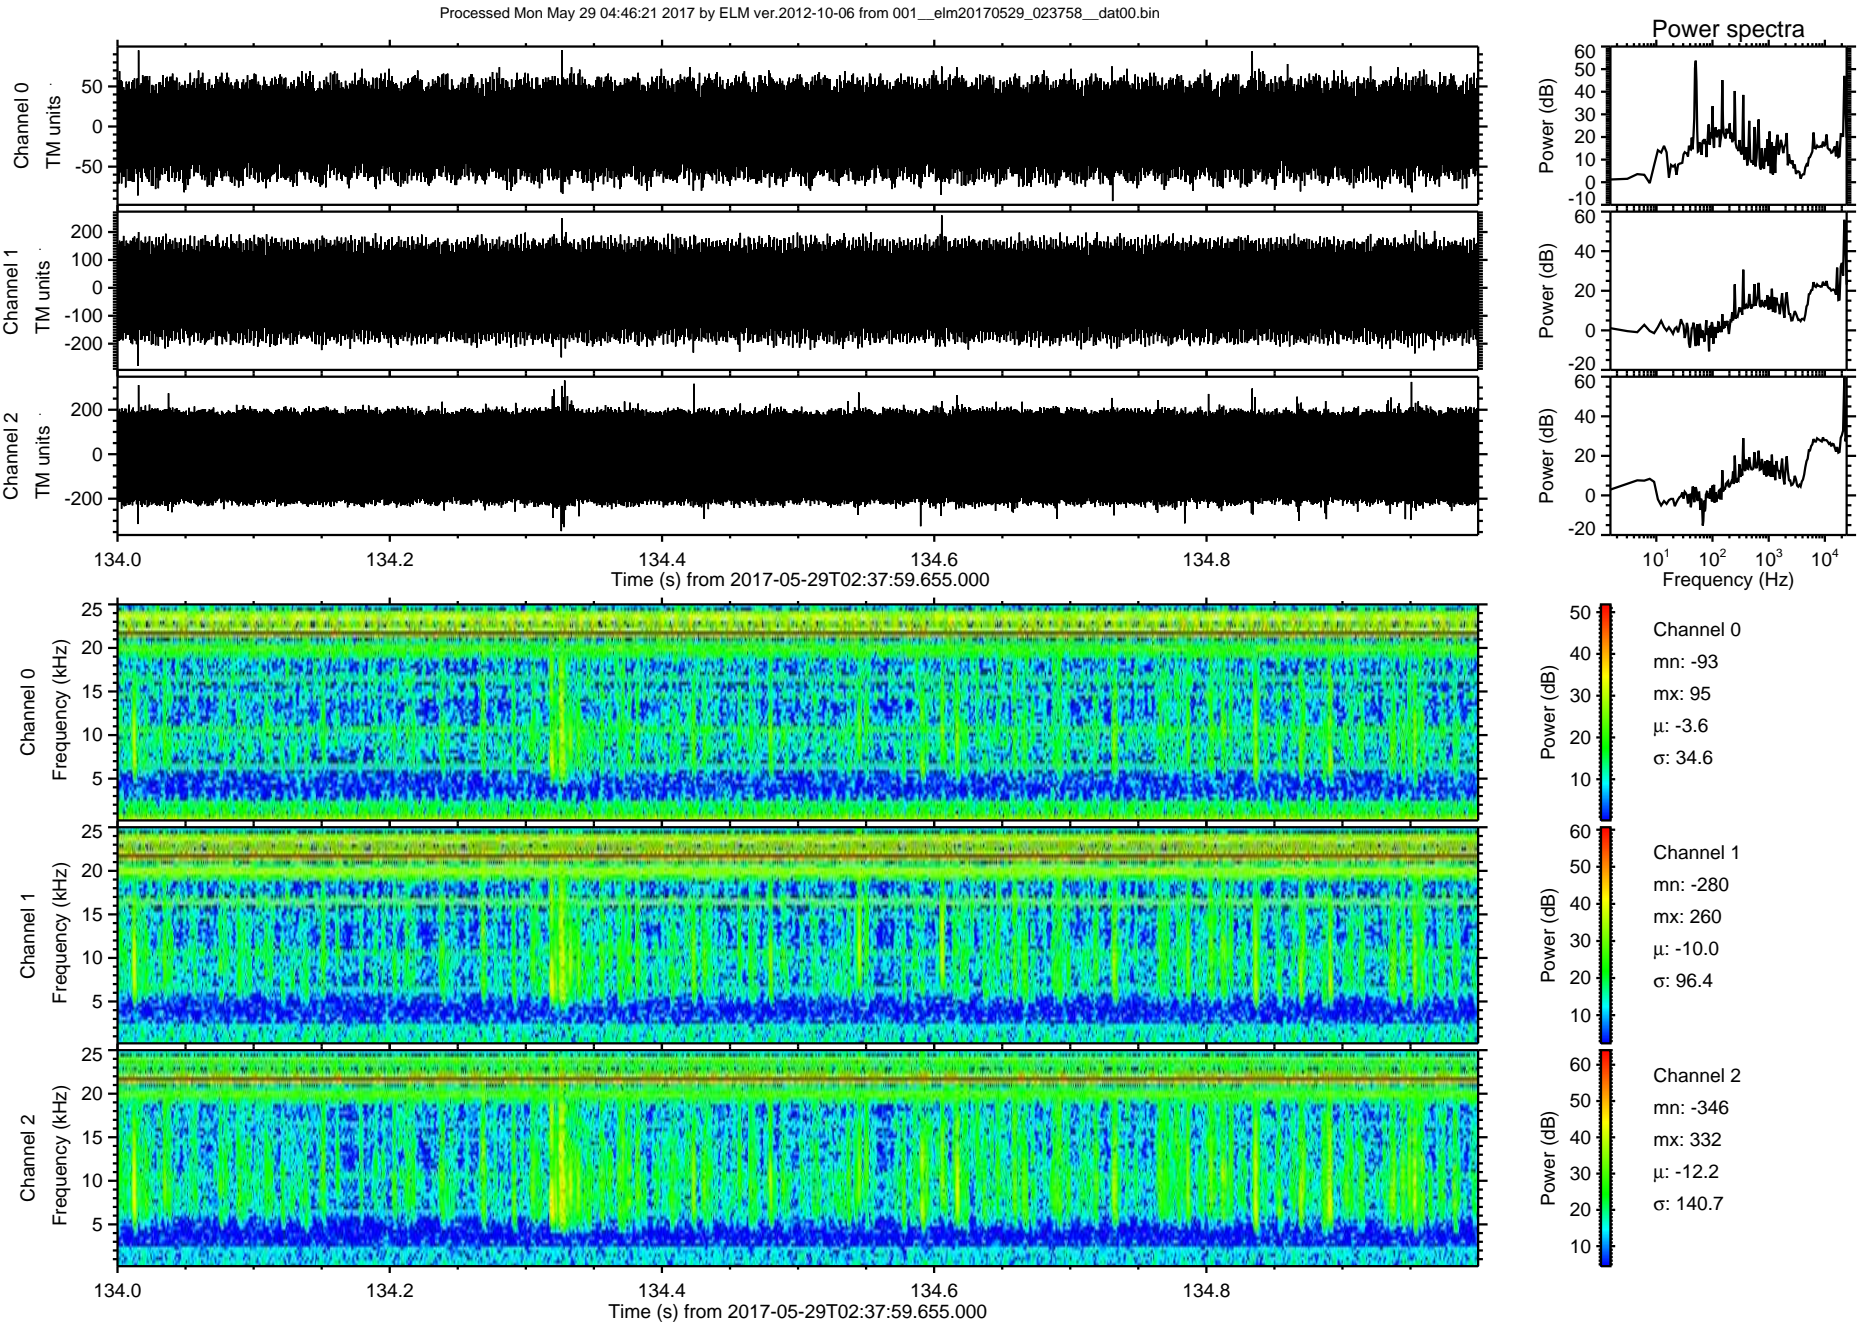 Processed Mon May 29 04:46:21 2017 by ELM ver.2012-10-06 from 001__elm20170529_023758__dat00.bin
Power spectra
Channel 0
TM units
50
0
-50
Power (dB)
60
50
40
30
20
10
0
-10
Channel 1
TM units
200
100
0
-100
-200
Power (dB)
60
40
20
0
-20
Channel 2
TM units
200
0
-200
Power (dB)
60
40
20
0
-20
134.0 134.2 134.4 134.6 134.8
Time (s) from 2017-05-29T02:37:59.655.000
10¹ 10² 10³ 10⁴
Frequency (Hz)
Channel 0
Frequency (kHz)
25
20
15
10
5
Power (dB)
50
40
30
20
10
Channel 0
mn: -93
mx: 95
µ: -3.6
σ: 34.6
Channel 1
Frequency (kHz)
25
20
15
10
5
Power (dB)
60
50
40
30
20
10
Channel 1
mn: -280
mx: 260
µ: -10.0
σ: 96.4
Channel 2
Frequency (kHz)
25
20
15
10
5
Power (dB)
60
50
40
30
20
10
Channel 2
mn: -346
mx: 332
µ: -12.2
σ: 140.7
134.0 134.2 134.4 134.6 134.8
Time (s) from 2017-05-29T02:37:59.655.000